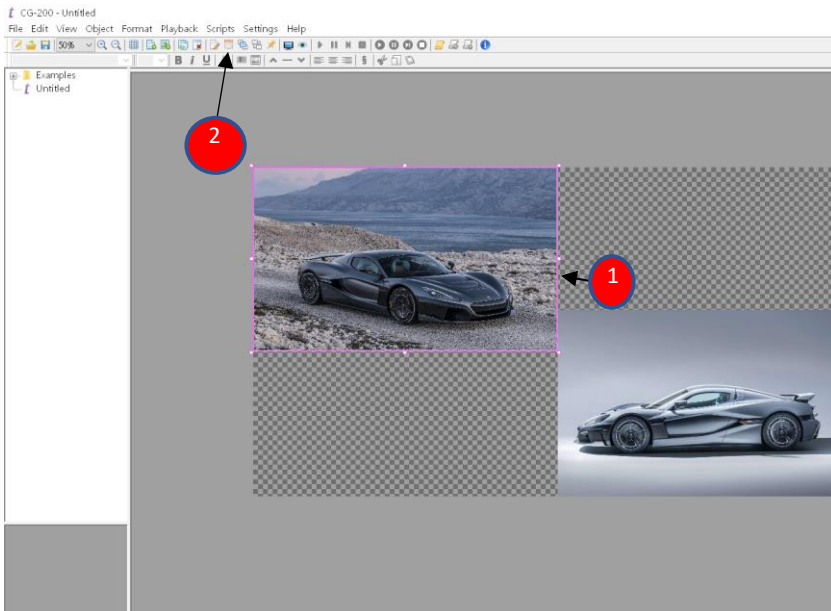 CG-200 - Untitled
File Edit View Object Format Playback Scripts Settings Help
50%
B I U
Examples
Untitled
2
1